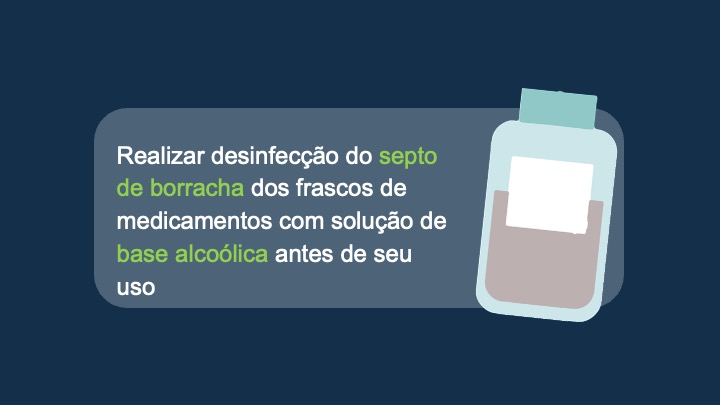 Realizar desinfecção do septo
de borracha dos frascos de
medicamentos com solução de
base alcoólica antes de seu
uso